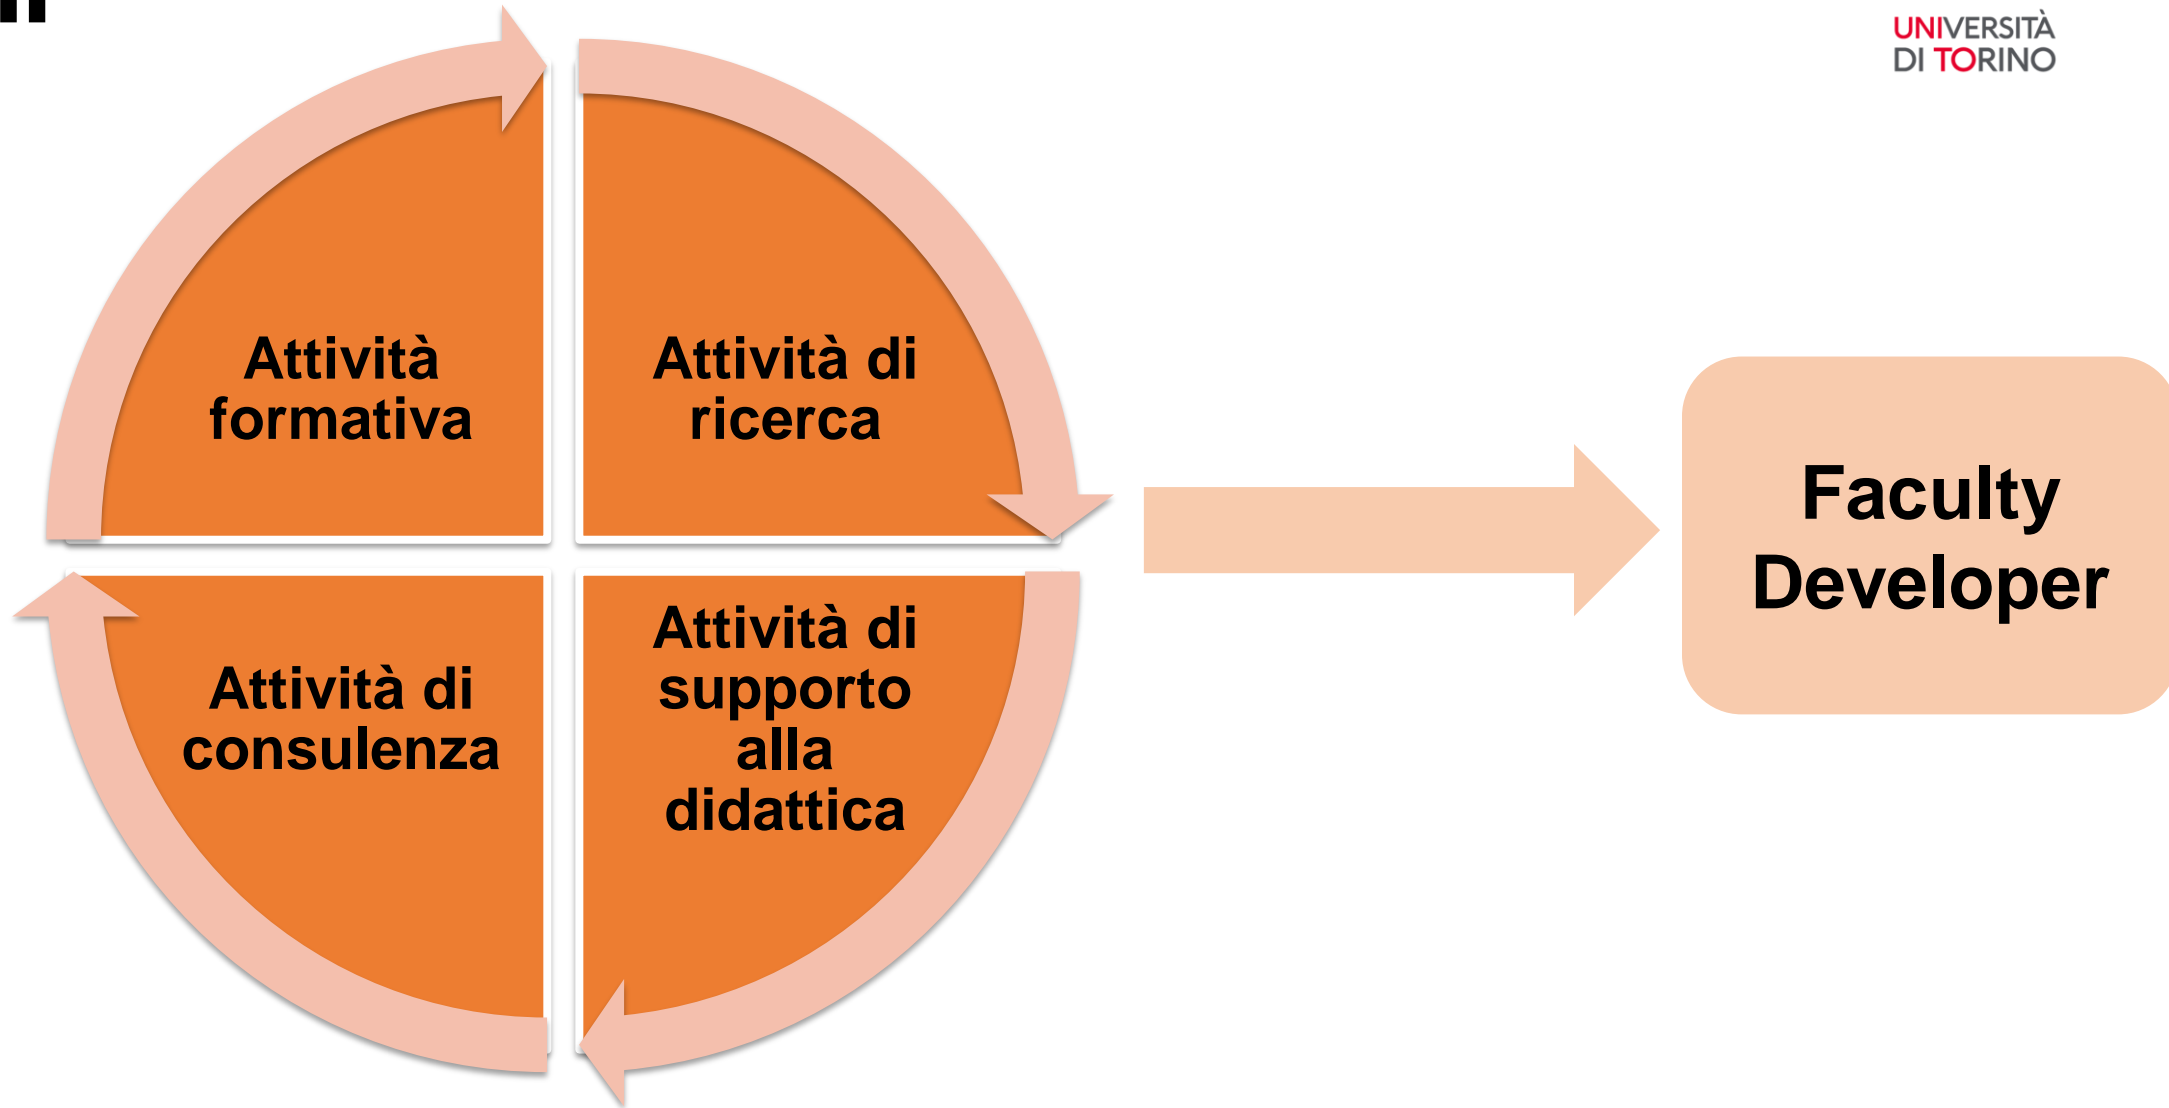 UNIVERSITÀ
DI TORINO
Attività
formativa
Attività di
ricerca
Attività di
consulenza
Attività di
supporto
alla
didattica
Faculty
Developer